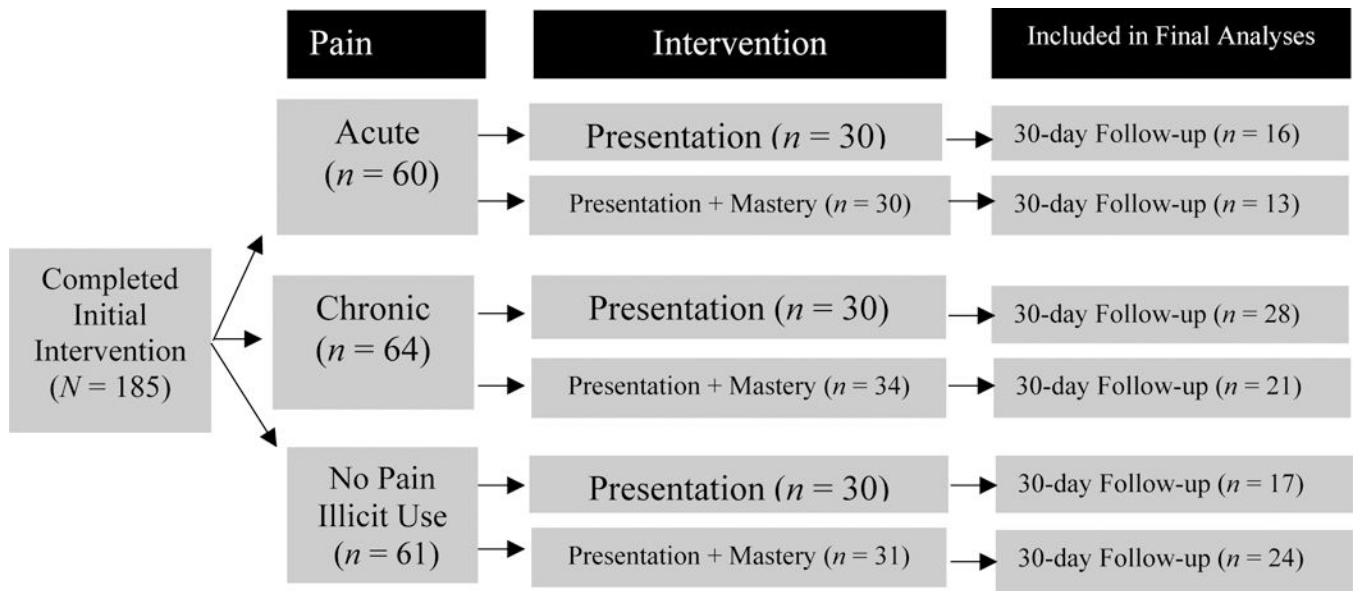 Pain
Intervention
Included in Final Analyses
Completed
Initial
Intervention
(N = 185)
Acute
(n = 60)
Presentation (n = 30)
30-day Follow-up (n = 16)
Presentation + Mastery (n = 30)
30-day Follow-up (n = 13)
Chronic
(n = 64)
Presentation (n = 30)
30-day Follow-up (n = 28)
Presentation + Mastery (n = 34)
30-day Follow-up (n = 21)
No Pain
Illicit Use
(n = 61)
Presentation (n = 30)
30-day Follow-up (n = 17)
Presentation + Mastery (n = 31)
30-day Follow-up (n = 24)